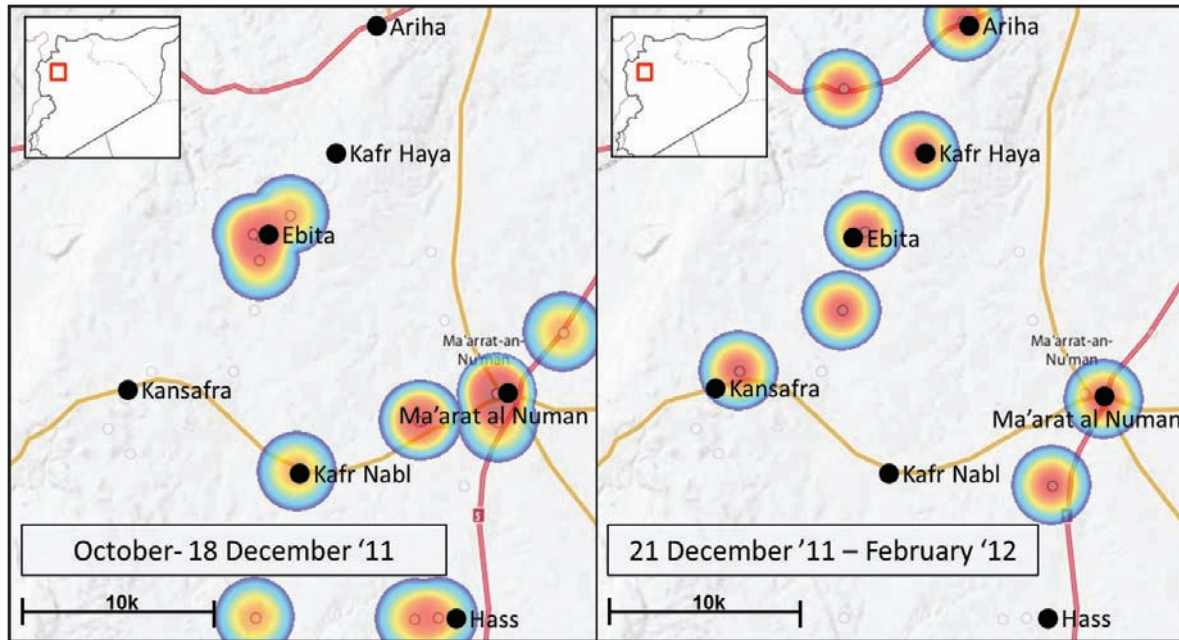 Ariha
Kafr Haya
Ebita
Ma'arrat-an-
Nu'man
Kansafra
Ma'arat al Numan
Kafr Nabl
5
October- 18 December ‘11
10k
Hass
Ariha
Kafr Haya
Ebita
Ma'arrat-an-
Nu'man
Kansafra
Ma’arat al Numan
Kafr Nabl
21 December ’11 – February ‘12
10k
Hass